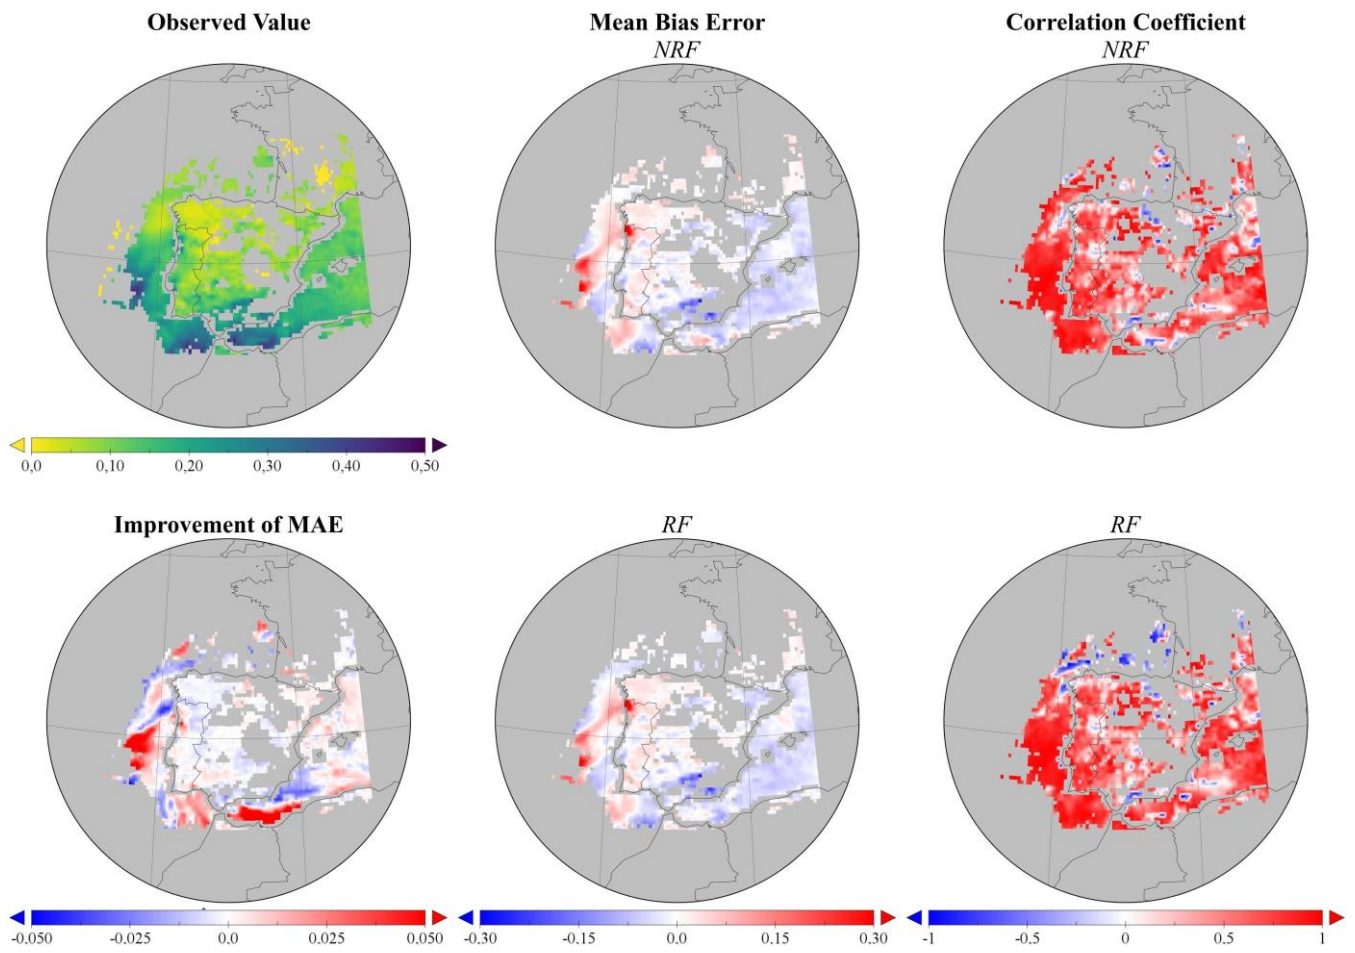 Observed Value
Mean Bias Error
NRF
Correlation Coefficient
NRF
0,0 0,10 0,20 0,30 0,40 0,50
Improvement of MAE
RF
RF
-0.050 -0.025 0.0 0.025 0.050
-0.30 -0.15 0.0 0.15 0.30
-1 -0.5 0 0.5 1